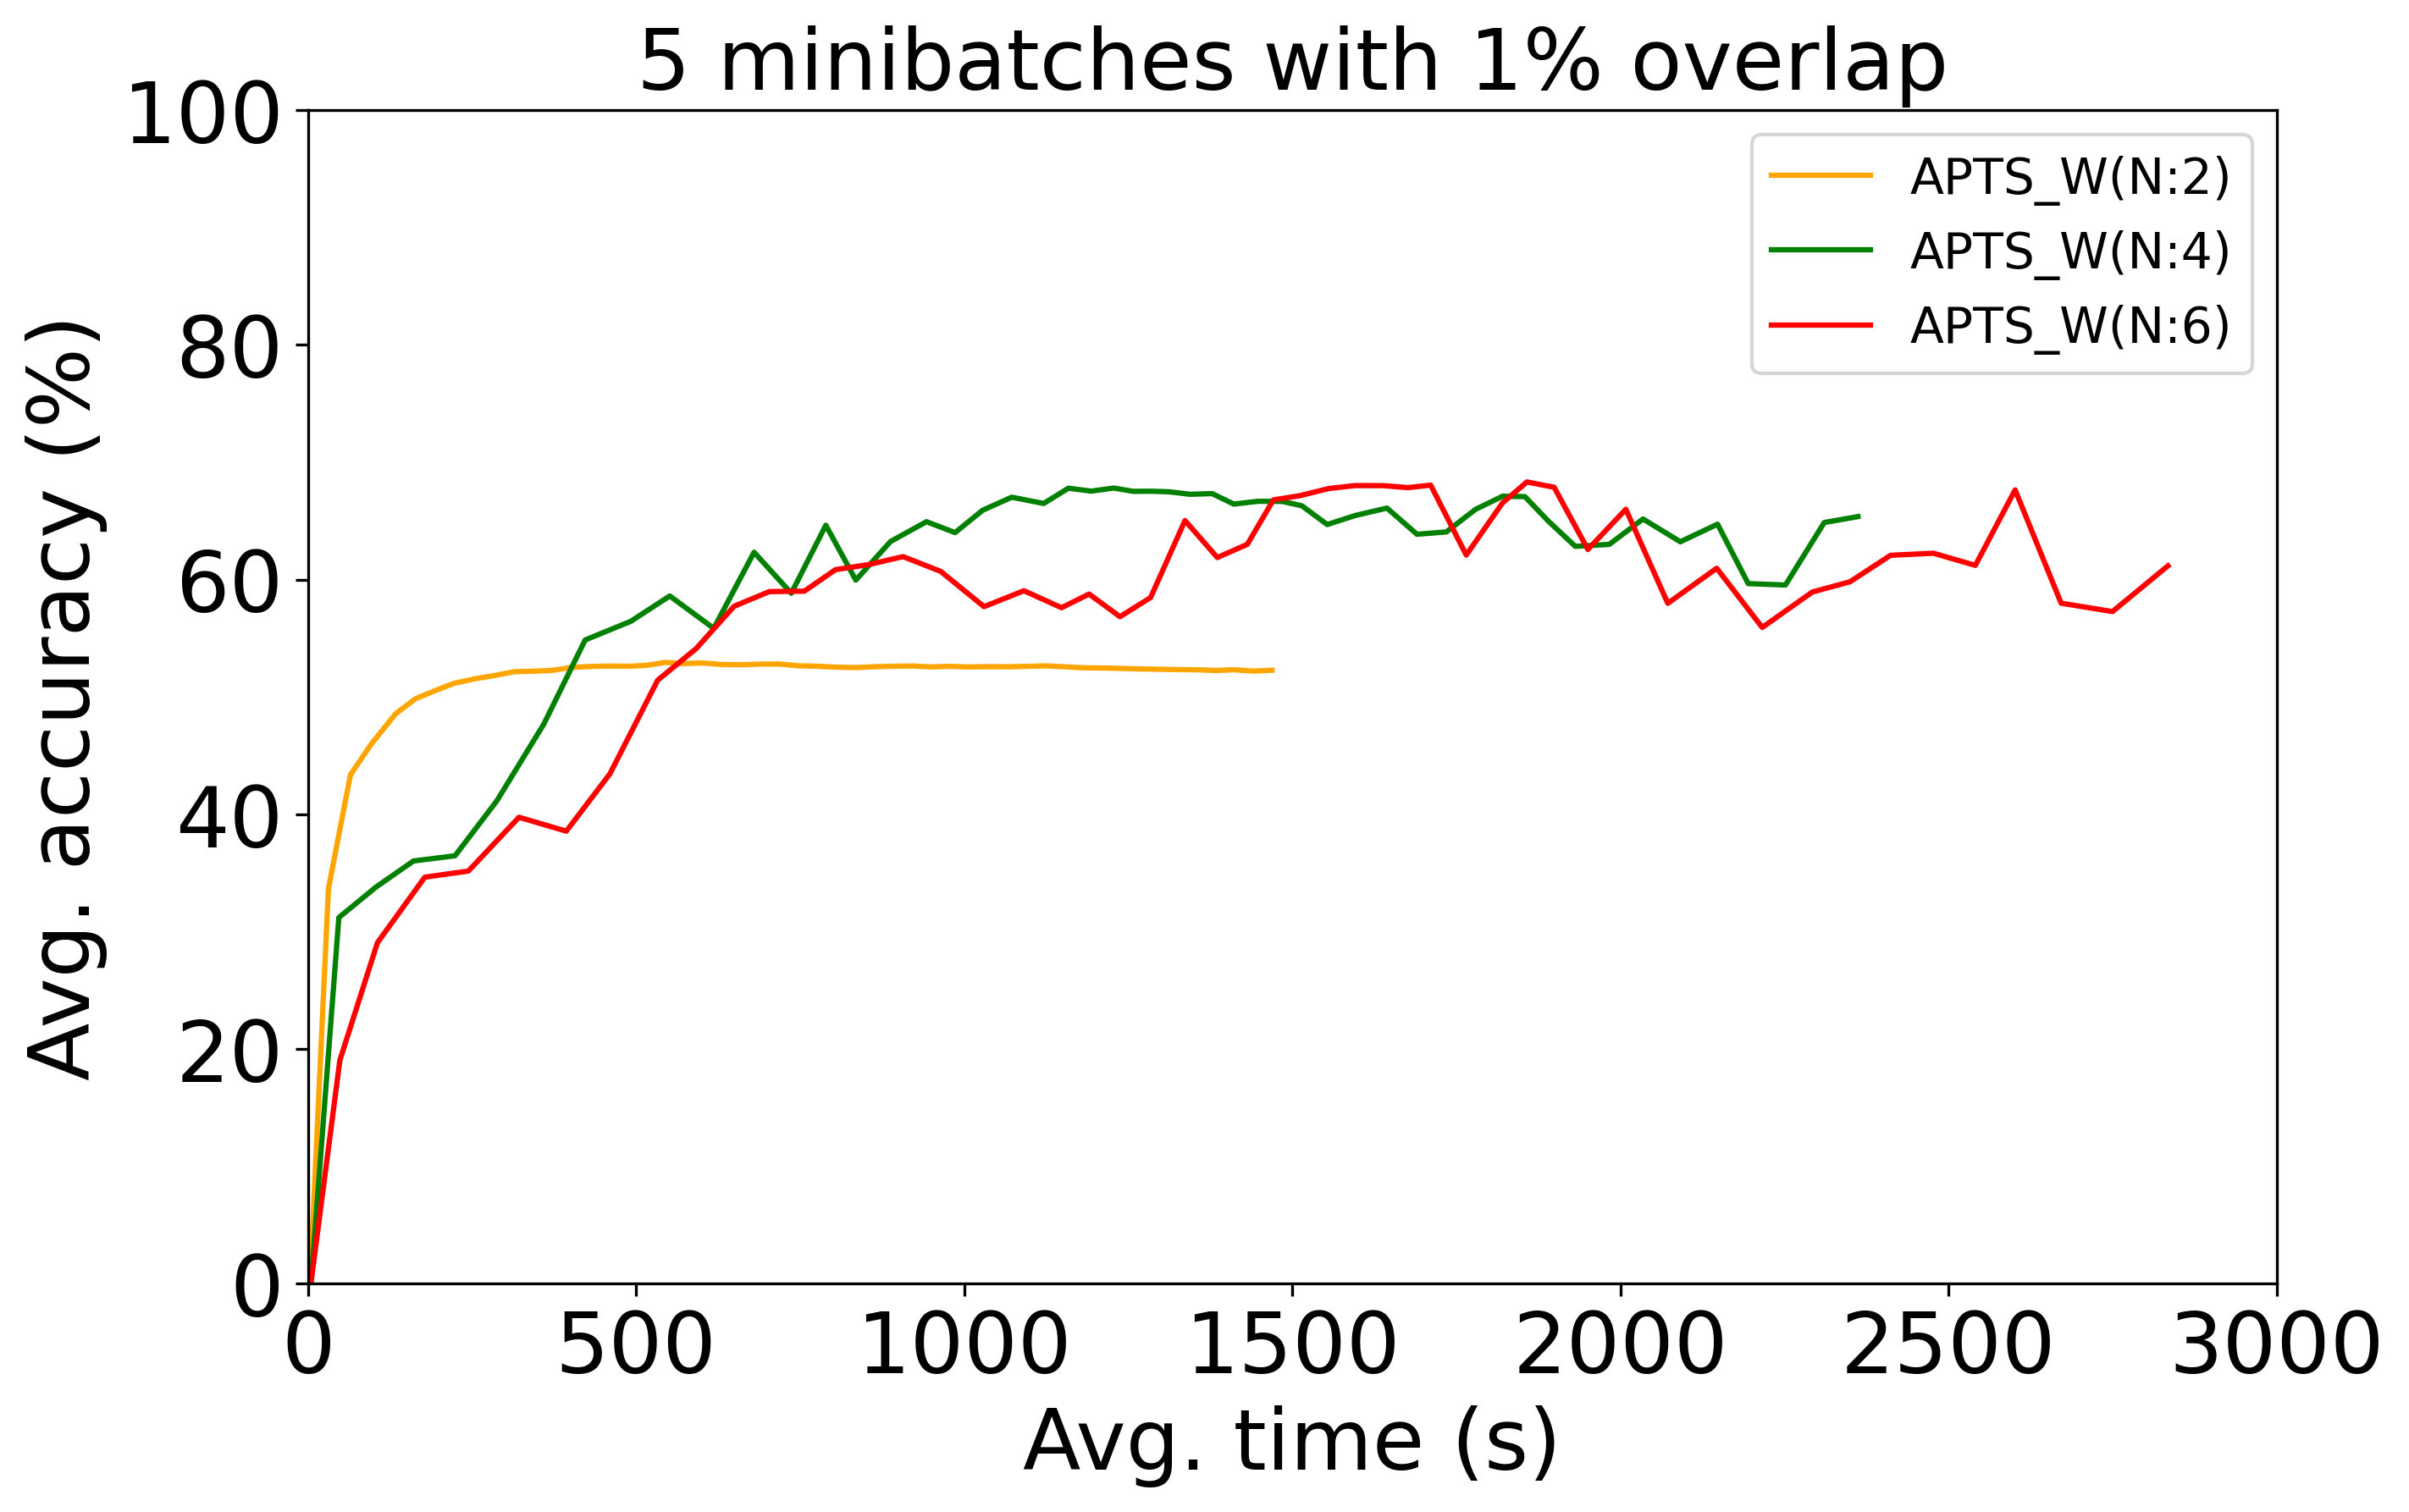 5 minibatches with 1% overlap
100
80
60
40
20
0
Avg. accuracy (%)
APTS_W(N:2)
APTS_W(N:4)
APTS_W(N:6)
0 500 1000 1500 2000 2500 3000
Avg. time (s)